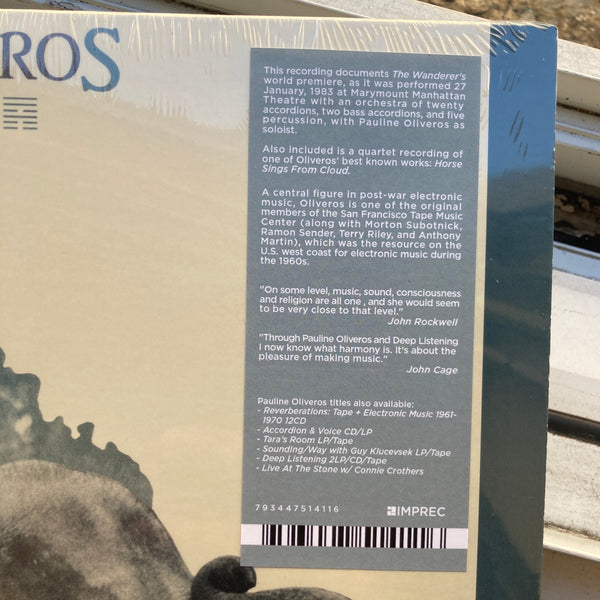 ROS
This recording documents The Wanderer's
world premiere, as it was performed 27
January, 1983 at Marymount Manhattan
Theatre with an orchestra of twenty
accordions, two bass accordions, and five
percussion, with Pauline Oliveros as
soloist.
Also included is a quartet recording of
one of Oliveros' best known works: Horse
Sings From Cloud.
A central figure in post-war electronic
music, Oliveros is one of the original
members of the San Francisco Tape Music
Center (along with Morton Subotnick,
Ramon Sender, Terry Riley, and Anthony
Martin), which was the resource on the
U.S. west coast for electronic music during
the 1960s.
"On some level, music, sound, consciousness
and religion are all one , and she would seem
to be very close to that level."
John Rockwell
"Through Pauline Oliveros and Deep Listening
I now know what harmony is. It's about the
pleasure of making music."
John Cage
Pauline Oliveros titles also available:
- Reverberations: Tape + Electronic Music 1961-
1970 12CD
- Accordion & Voice CD/LP
- Tara's Room LP/Tape
- Sounding/Way with Guy Klucevsek LP/Tape
- Deep Listening 2LP/CD/Tape
- Live At The Stone w/ Connie Crothers
793447514116
IMPREC